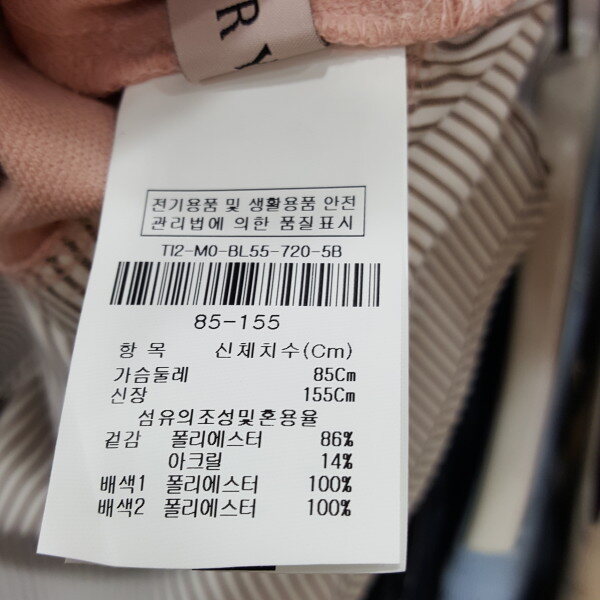 RY
전기용품 및 생활용품 안전
관리법에 의한 품질표시
TI2-M0-BL55-720-5B
85-155
항 목 신체치수(Cm)
가슴둘레 85Cm
신장 155Cm
섬유의조성및혼용율
겉감 폴리에스터 86%
아크릴 14%
배색1 폴리에스터 100%
배색2 폴리에스터 100%